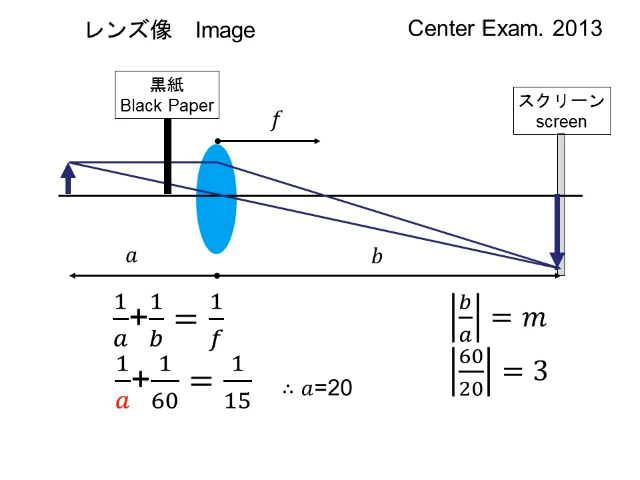 レンズ像 Image
Center Exam. 2013
黒紙
Black Paper
スクリーン
screen
f
a
b
1/a + 1/b = 1/f
|b/a| = m
1/a + 1/60 = 1/15 ∴ a=20
|60/20| = 3